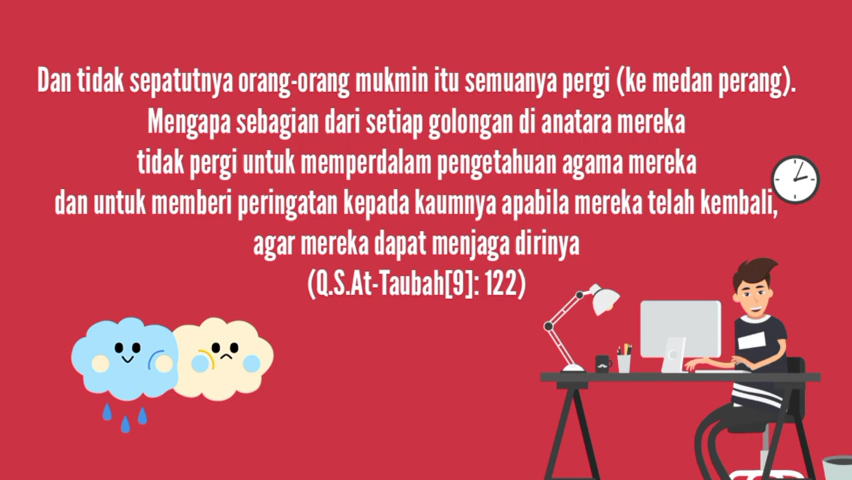 Dan tidak sepatutnya orang-orang mukmin itu semuanya pergi (ke medan perang).
Mengapa sebagian dari setiap golongan di anatara mereka
tidak pergi untuk memperdalam pengetahuan agama mereka
dan untuk memberi peringatan kepada kaumnya apabila mereka telah kembali,
agar mereka dapat menjaga dirinya
(Q.S.At-Taubah[9]: 122)